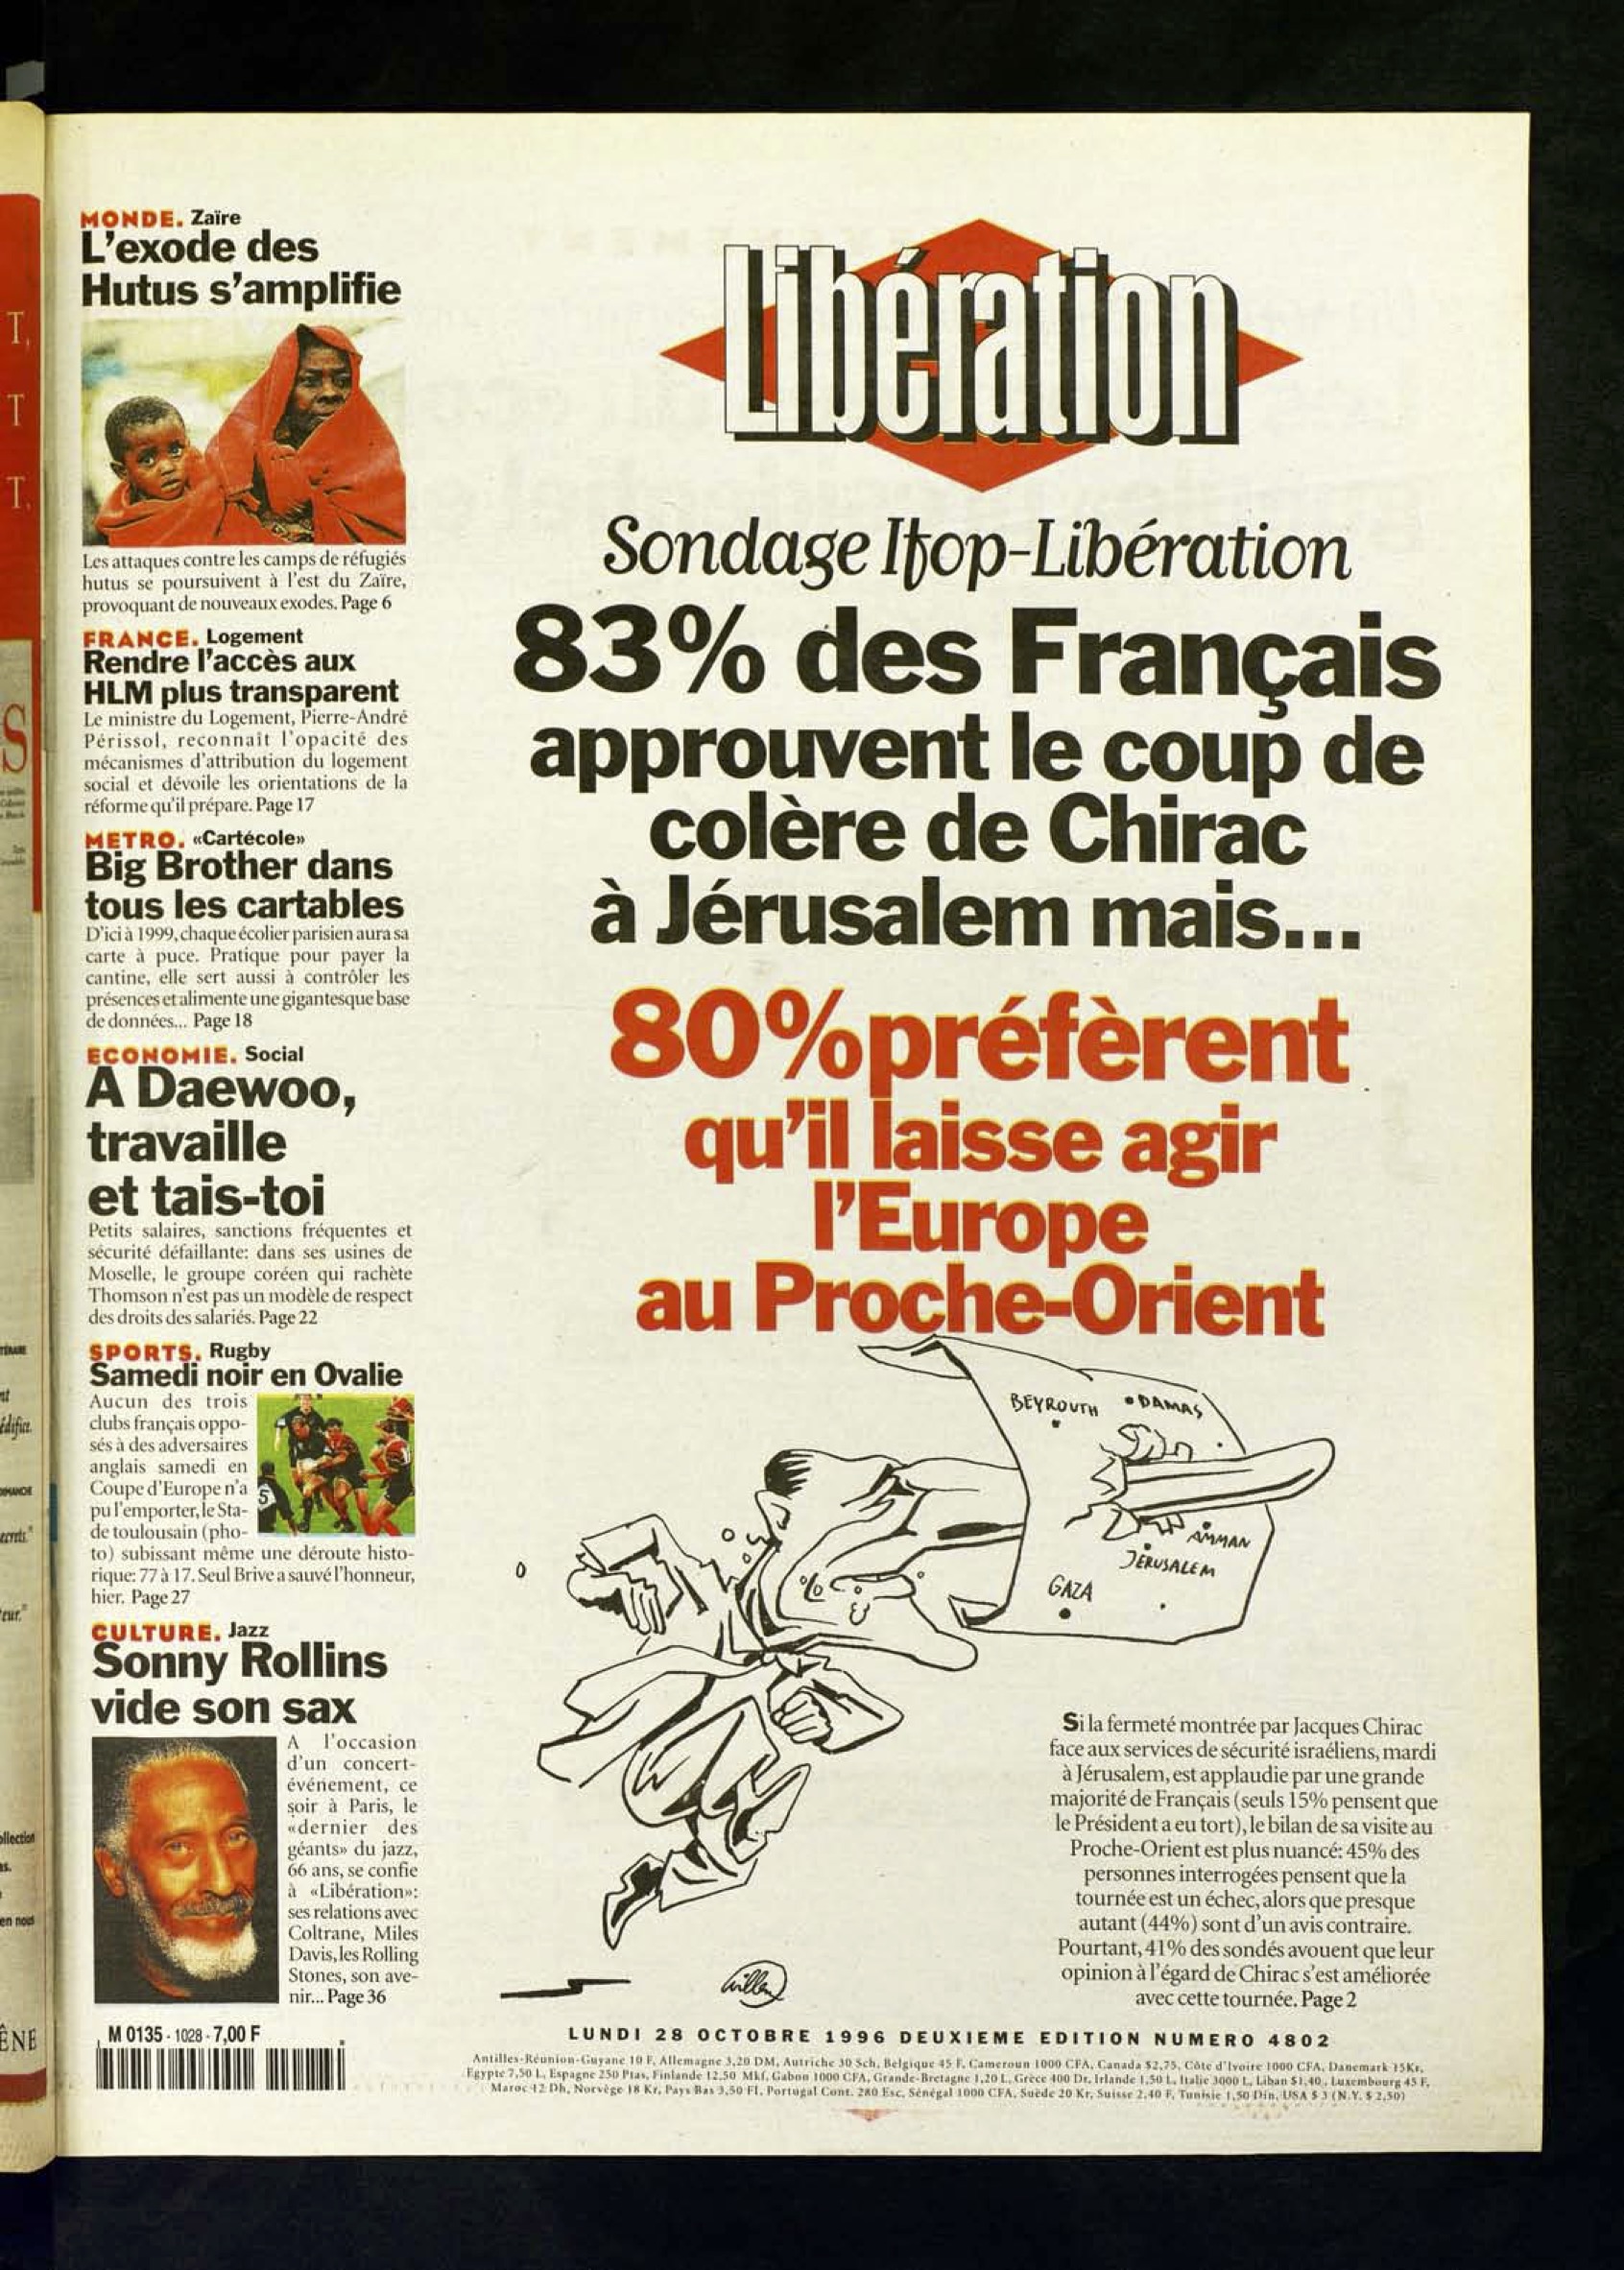 MONDE. Zaïre
L'exode des
Hutus s'amplifie
Les attaques contre les camps de réfugiés
hutus se poursuivent à l'est du Zaïre,
provoquant de nouveaux exodes. Page 6
FRANCE. Logement
Rendre l'accès aux
HLM plus transparent
Le ministre du Logement, Pierre-André
Périssol, reconnaît l'opacité des
mécanismes d'attribution du logement
social et dévoile les orientations de la
réforme qu'il prépare. Page 17
METRO. «Cartécole»
Big Brother dans
tous les cartables
D'ici à 1999, chaque écolier parisien aura sa
carte à puce. Pratique pour payer la
cantine, elle sert aussi à contrôler les
présences et alimente une gigantesque base
de données... Page 18
ECONOMIE. Social
A Daewoo,
travaille
et tais-toi
Petits salaires, sanctions fréquentes et
sécurité défaillante: dans ses usines de
Moselle, le groupe coréen qui rachète
Thomson n'est pas un modèle de respect
des droits des salariés. Page 22
SPORTS. Rugby
Samedi noir en Ovalie
Aucun des trois
clubs français oppo-
sés à des adversaires
anglais samedi en
Coupe d'Europe n'a
pu l'emporter, le Sta-
de toulousain (pho-
to) subissant même une déroute histo-
rique: 77 à 17. Seul Brive a sauvé l'honneur,
hier. Page 27
CULTURE. Jazz
Sonny Rollins
vide son sax
A l'occasion
d'un concert-
événement, ce
soir à Paris, le
«dernier des
géants» du jazz,
66 ans, se confie
à «Libération»:
ses relations avec
Coltrane, Miles
Davis, les Rolling
Stones, son ave-
nir... Page 36
M 0135 - 1028 - 7,00 F
Libération
Sondage Ifop-Libération
83% des Français
approuvent le coup de
colère de Chirac
à Jérusalem mais...
80% préfèrent
qu'il laisse agir
l'Europe
au Proche-Orient
BEYROUTH
DAMAS
AMMAN
JÉRUSALEM
GAZA
Willem
Si la fermeté montrée par Jacques Chirac
face aux services de sécurité israéliens, mardi
à Jérusalem, est applaudie par une grande
majorité de Français (seuls 15% pensent que
le Président a eu tort), le bilan de sa visite au
Proche-Orient est plus nuancé: 45% des
personnes interrogées pensent que la
tournée est un échec, alors que presque
autant (44%) sont d'un avis contraire.
Pourtant, 41% des sondés avouent que leur
opinion à l'égard de Chirac s'est améliorée
avec cette tournée. Page 2
LUNDI 28 OCTOBRE 1996 DEUXIEME EDITION NUMERO 4802
Antilles-Réunion-Guyane 10 F, Allemagne 3,20 DM, Autriche 30 Sch, Belgique 45 F, Cameroun 1000 CFA, Canada $2,75, Côte d'Ivoire 1000 CFA, Danemark 15Kr,
Egypte 7,50 L, Espagne 250 Ptas, Finlande 12,50 Mkf, Gabon 1000 CFA, Grande-Bretagne 1,20 L, Grèce 400 Dr, Irlande 1,50 L, Italie 3000 L, Liban $1,40, Luxembourg 45 F,
Maroc 12 Dh, Norvège 18 Kr, Pays Bas 3,50 Fl, Portugal Cont. 280 Esc, Sénégal 1000 CFA, Suède 20 Kr, Suisse 2,40 F, Tunisie 1,50 Din, USA $ 3 (N.Y. $ 2,50)